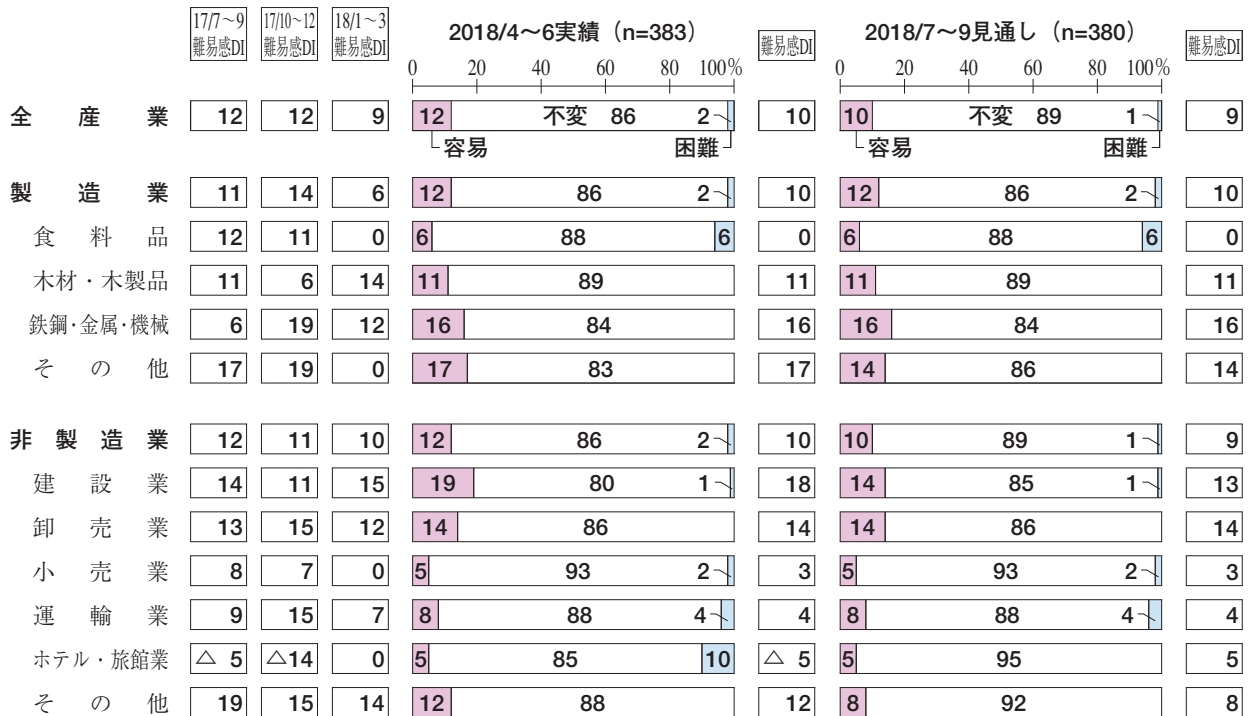 17/7～9 難易感DI 17/10～12 難易感DI 18/1～3 難易感DI 2018/4～6実績（n=383） 難易感DI 2018/7～9見通し（n=380） 難易感DI
0 20 40 60 80 100% 0 20 40 60 80 100%
全産業 12 12 9 12 不変 86 2 10 10 不変 89 1 9
容易 困難 容易 困難
製造業 11 14 6 12 86 2 10 12 86 2 10
食料品 12 11 0 6 88 6 0 6 88 6 0
木材・木製品 11 6 14 11 89 11 11 89 11
鉄鋼・金属・機械 6 19 12 16 84 16 16 84 16
その他 17 19 0 17 83 17 14 86 14
非製造業 12 11 10 12 86 2 10 10 89 1 9
建設業 14 11 15 19 80 1 18 14 85 1 13
卸売業 13 15 12 14 86 14 14 86 14
小売業 8 7 0 5 93 2 3 5 93 2 3
運輸業 9 15 7 8 88 4 4 8 88 4 4
ホテル・旅館業 △ 5 △14 0 5 85 10 △ 5 5 95 5
その他 19 15 14 12 88 12 8 92 8